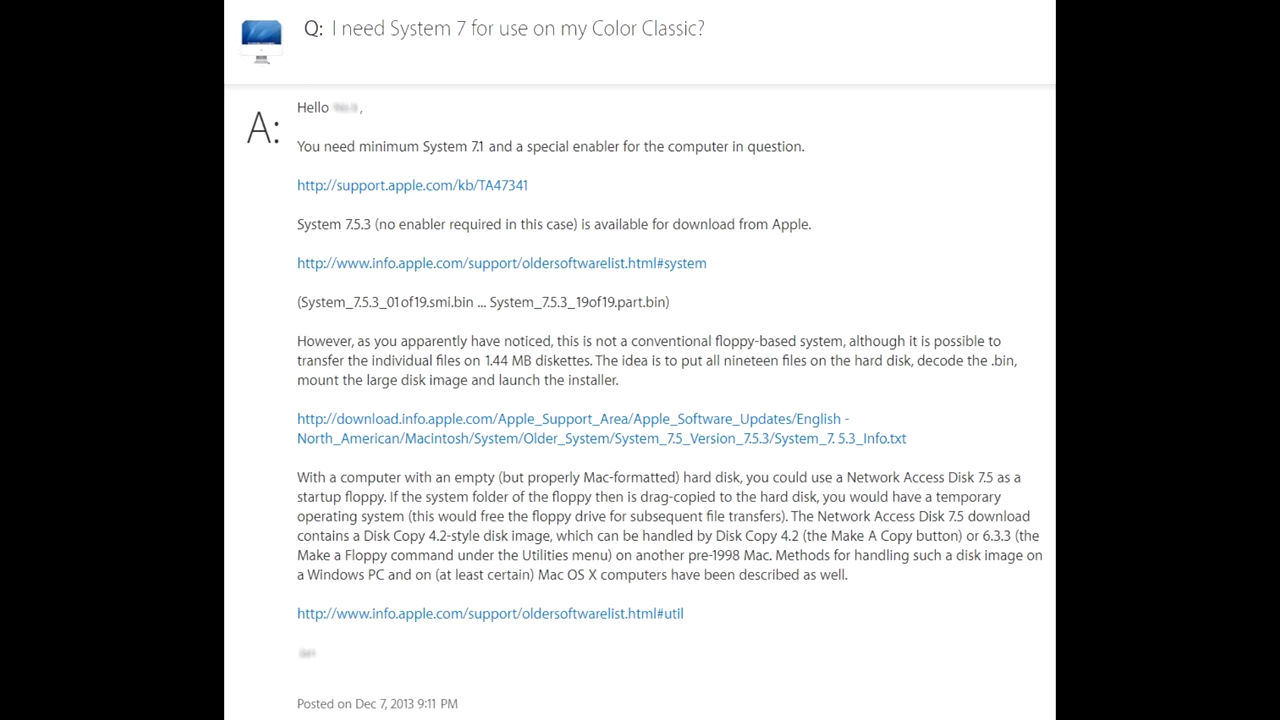 Q: I need System 7 for use on my Color Classic?
A:
Hello ,
You need minimum System 7.1 and a special enabler for the computer in question.
http://support.apple.com/kb/TA47341
System 7.5.3 (no enabler required in this case) is available for download from Apple.
http://www.info.apple.com/support/oldersoftwarelist.html#system
(System_7.5.3_01of19.smi.bin ... System_7.5.3_19of19.part.bin)
However, as you apparently have noticed, this is not a conventional floppy-based system, although it is possible to
transfer the individual files on 1.44 MB diskettes. The idea is to put all nineteen files on the hard disk, decode the .bin,
mount the large disk image and launch the installer.
http://download.info.apple.com/Apple_Support_Area/Apple_Software_Updates/English -
North_American/Macintosh/System/Older_System/System_7.5_Version_7.5.3/System_7. 5.3_Info.txt
With a computer with an empty (but properly Mac-formatted) hard disk, you could use a Network Access Disk 7.5 as a
startup floppy. If the system folder of the floppy then is drag-copied to the hard disk, you would have a temporary
operating system (this would free the floppy drive for subsequent file transfers). The Network Access Disk 7.5 download
contains a Disk Copy 4.2-style disk image, which can be handled by Disk Copy 4.2 (the Make A Copy button) or 6.3.3 (the
Make a Floppy command under the Utilities menu) on another pre-1998 Mac. Methods for handling such a disk image on
a Windows PC and on (at least certain) Mac OS X computers have been described as well.
http://www.info.apple.com/support/oldersoftwarelist.html#util
Posted on Dec 7, 2013 9:11 PM